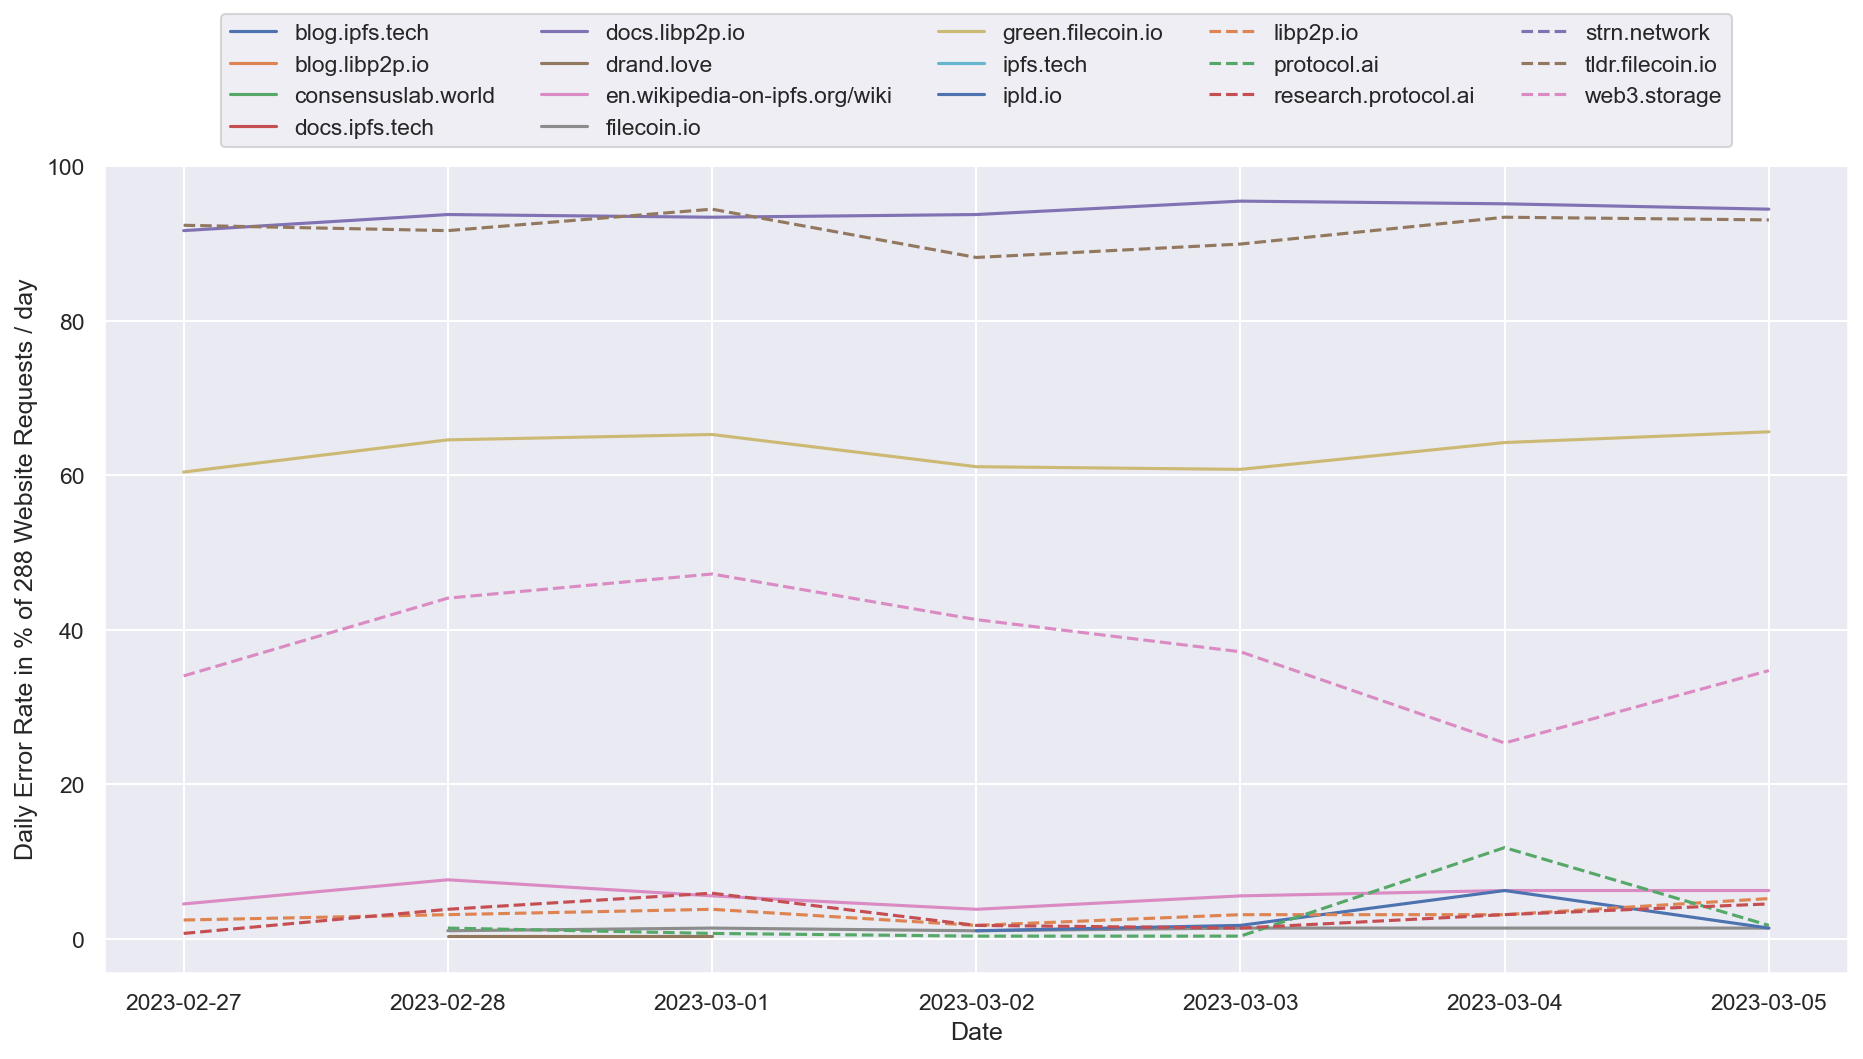 blog.ipfs.tech
blog.libp2p.io
consensuslab.world
docs.ipfs.tech
docs.libp2p.io
drand.love
en.wikipedia-on-ipfs.org/wiki
filecoin.io
green.filecoin.io
ipfs.tech
ipld.io
libp2p.io
protocol.ai
research.protocol.ai
strn.network
tldr.filecoin.io
web3.storage
Daily Error Rate in % of 288 Website Requests / day
100
80
60
40
20
0
2023-02-27
2023-02-28
2023-03-01
2023-03-02
2023-03-03
2023-03-04
2023-03-05
Date